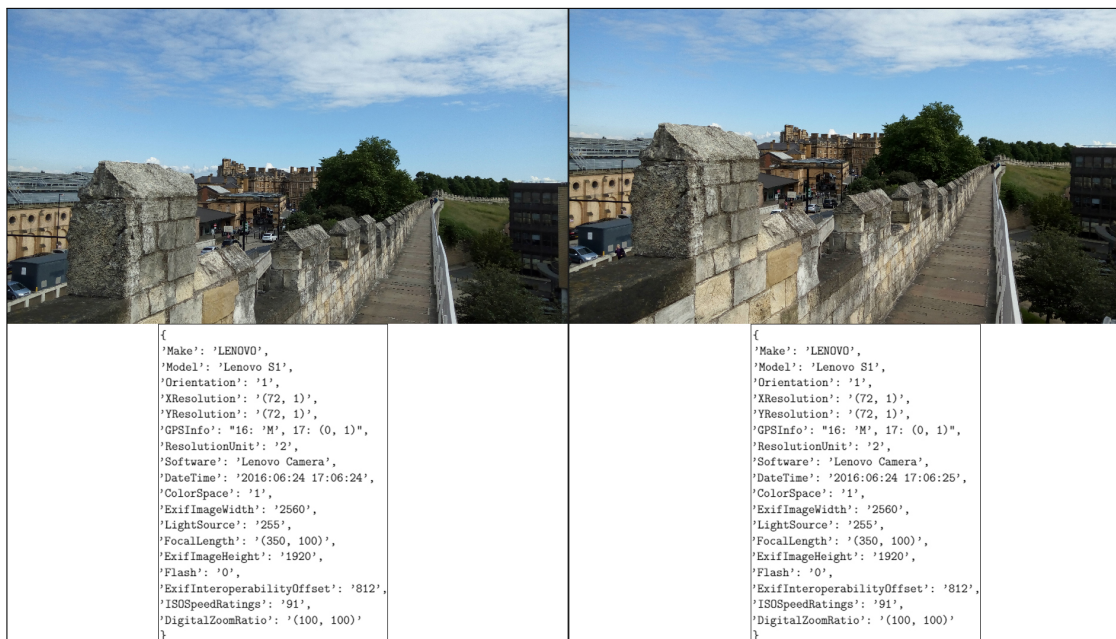 {
'Make': 'LENOVO',
'Model': 'Lenovo S1',
'Orientation': '1',
'XResolution': '(72, 1)',
'YResolution': '(72, 1)',
'GPSInfo': "16: 'M', 17: (0, 1)",
'ResolutionUnit': '2',
'Software': 'Lenovo Camera',
'DateTime': '2016:06:24 17:06:24',
'ColorSpace': '1',
'ExifImageWidth': '2560',
'LightSource': '255',
'FocalLength': '(350, 100)',
'ExifImageHeight': '1920',
'Flash': '0',
'ExifInteroperabilityOffset': '812',
'ISOSpeedRatings': '91',
'DigitalZoomRatio': '(100, 100)'
}
{
'Make': 'LENOVO',
'Model': 'Lenovo S1',
'Orientation': '1',
'XResolution': '(72, 1)',
'YResolution': '(72, 1)',
'GPSInfo': "16: 'M', 17: (0, 1)",
'ResolutionUnit': '2',
'Software': 'Lenovo Camera',
'DateTime': '2016:06:24 17:06:25',
'ColorSpace': '1',
'ExifImageWidth': '2560',
'LightSource': '255',
'FocalLength': '(350, 100)',
'ExifImageHeight': '1920',
'Flash': '0',
'ExifInteroperabilityOffset': '812',
'ISOSpeedRatings': '91',
'DigitalZoomRatio': '(100, 100)'
}